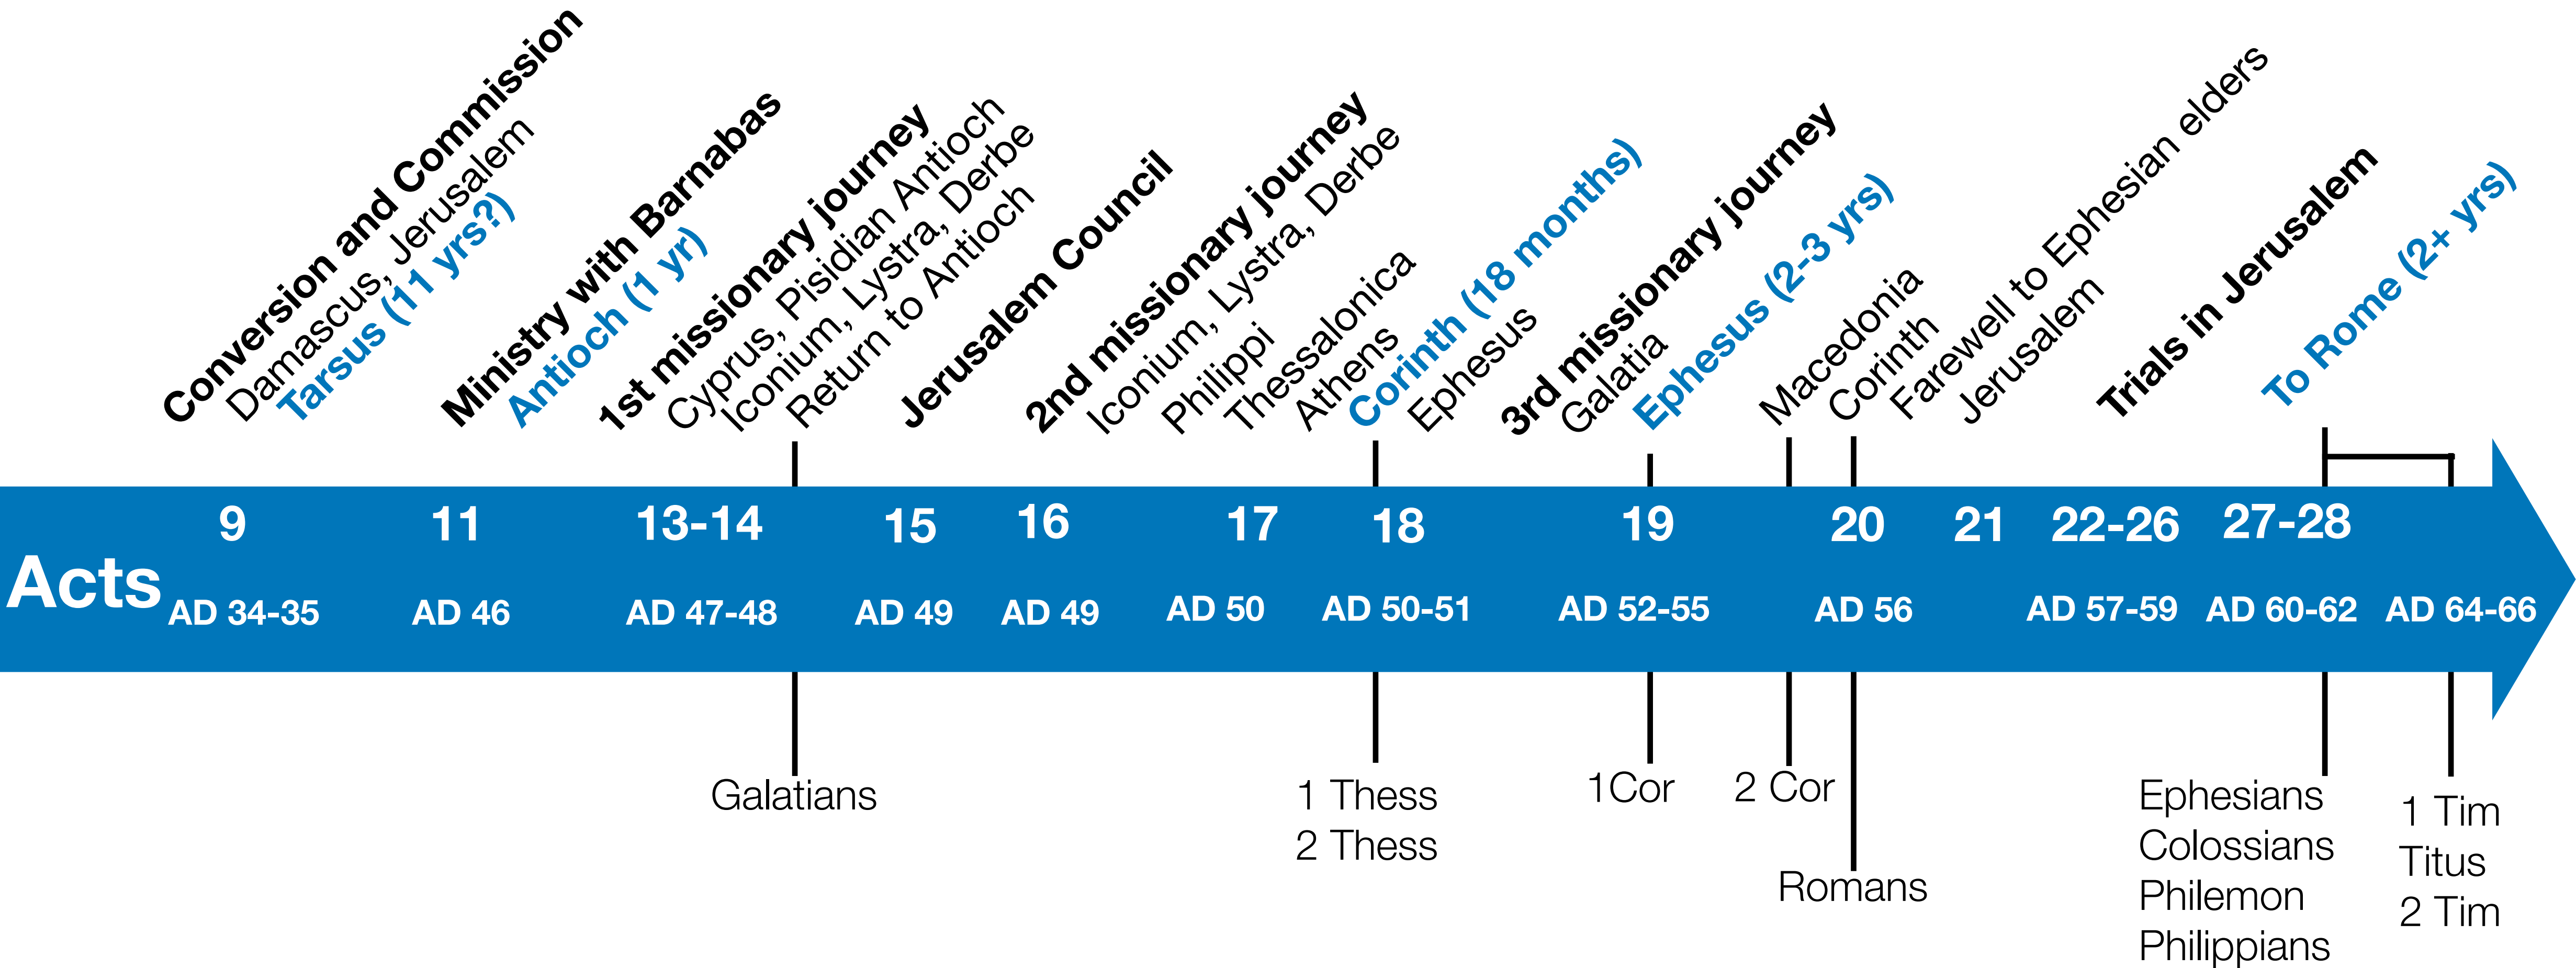 Conversion and Commission
Damascus, Jerusalem
Tarsus (11 yrs?)
Ministry with Barnabas
Antioch (1 yr)
1st missionary journey
Cyprus, Pisidian Antioch
Iconium, Lystra, Derbe
Return to Antioch
Jerusalem Council
2nd missionary journey
Iconium, Lystra, Derbe
Philippi
Thessalonica
Athens
Corinth (18 months)
Ephesus
3rd missionary journey
Galatia
Ephesus (2-3 yrs)
Macedonia
Corinth
Farewell to Ephesian elders
Jerusalem
Trials in Jerusalem
To Rome (2+ yrs)
9 11 13-14 15 16 17 18 19 20 21 22-26 27-28
Acts
AD 34-35 AD 46 AD 47-48 AD 49 AD 49 AD 50 AD 50-51 AD 52-55 AD 56 AD 57-59 AD 60-62 AD 64-66
Galatians
1 Thess
2 Thess
1Cor
2 Cor
Romans
Ephesians
Colossians
Philemon
Philippians
1 Tim
Titus
2 Tim